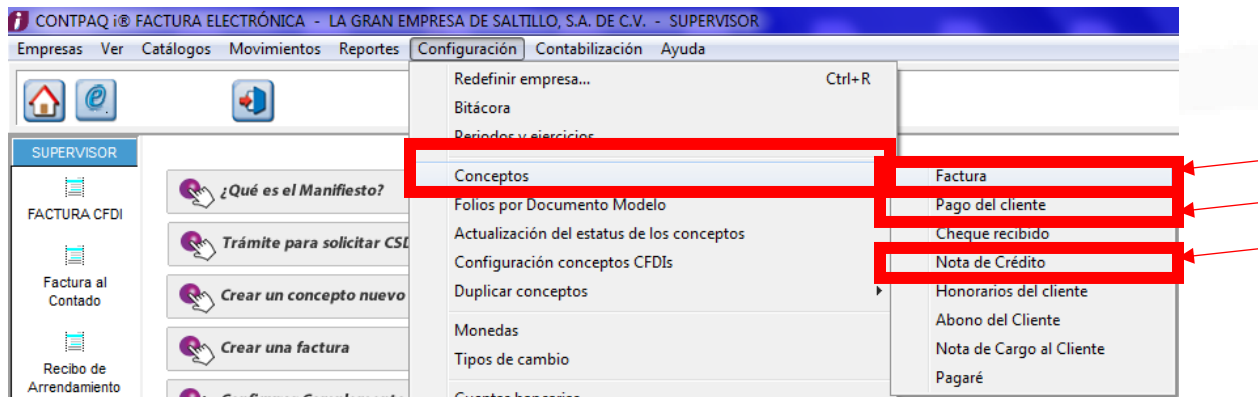 CONTPAQ i® FACTURA ELECTRÓNICA - LA GRAN EMPRESA DE SALTILLO, S.A. DE C.V. - SUPERVISOR
Empresas Ver Catálogos Movimientos Reportes Configuración Contabilización Ayuda
Redefinir empresa... Ctrl+R
Bitácora
Periodos y ejercicios
Conceptos
Folios por Documento Modelo
Actualización del estatus de los conceptos
Configuración conceptos CFDIs
Duplicar conceptos
Monedas
Tipos de cambio
Cuentas bancarias
Factura
Pago del cliente
Cheque recibido
Nota de Crédito
Honorarios del cliente
Abono del Cliente
Nota de Cargo al Cliente
Pagaré
SUPERVISOR
FACTURA CFDI
Factura al
Contado
Recibo de
Arrendamiento
¿Qué es el Manifiesto?
Trámite para solicitar CSD
Crear un concepto nuevo
Crear una factura